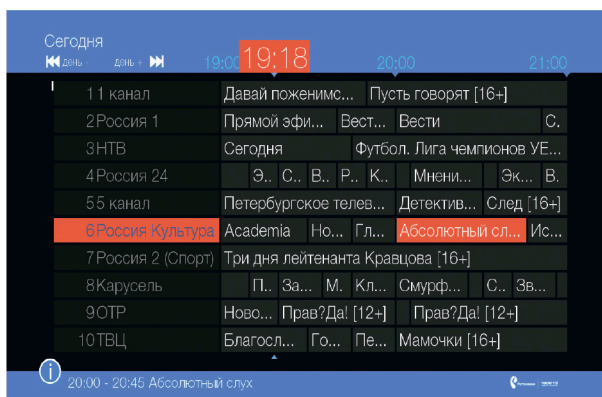 Сегодня
день - день +
19:00 19:18 20:00 21:00
1 1 канал Давай поженимс... Пусть говорят [16+]
2 Россия 1 Прямой эфи... Вест... Вести С.
3 НТВ Сегодня Футбол. Лига чемпионов УЕ...
4 Россия 24 Э.. С.. В.. Р.. К.. Мнени... Эк... В.
5 5 канал Петербургское телев... Детектив... След [16+]
6 Россия Культура Academia Но... Гл... Абсолютный сл... Ис...
7 Россия 2 (Спорт) Три дня лейтенанта Кравцова [16+]
8 Карусель П.. За... М. Кл... Смурф... С.. Зв...
9 ОТР Ново... Прав?Да! [12+] Прав?Да! [12+]
10 ТВЦ Благосл... Го... Пе... Мамочки [16+]
i 20:00 - 20:45 Абсолютный слух